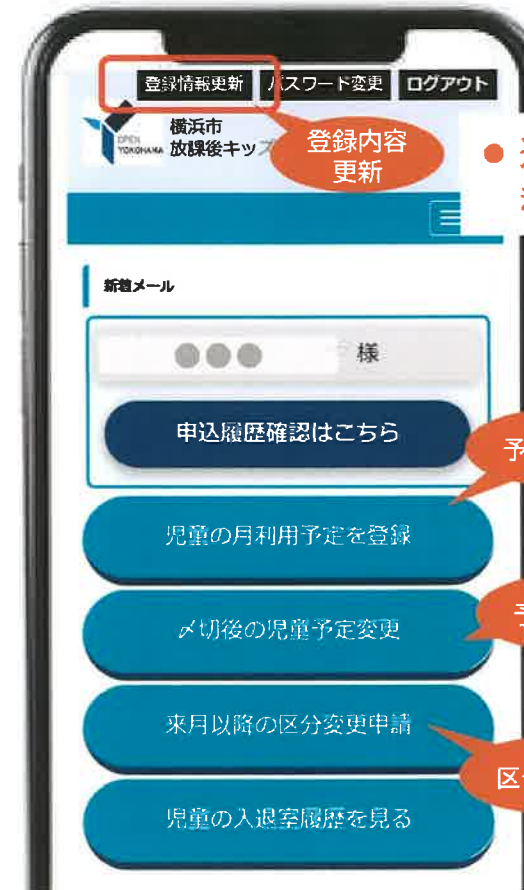 登録情報更新 パスワード変更 ログアウト
OPEN
YOKOHAMA
横浜市
放課後キッズ
登録内容
更新
新着メール
●●● 様
申込履歴確認はこちら
予
児童の月利用予定を登録
予
〆切後の児童予定変更
来月以降の区分変更申請
区
児童の入退室履歴を見る